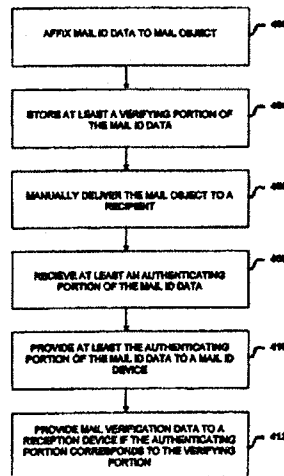 AFFIX MAIL ID DATA TO MAIL OBJECT
STORE AT LEAST A VERIFYING PORTION OF
THE MAIL ID DATA
MANUALLY DELIVER THE MAIL OBJECT TO A
RECIPIENT
RECIEVE AT LEAST AN AUTHENTICATING
PORTION OF THE MAIL ID DATA
PROVIDE AT LEAST THE AUTHENTICATING
PORTION OF THE MAIL ID DATA TO A MAIL ID
DEVICE
PROVIDE MAIL VERIFICATION DATA TO A
RECEPTION DEVICE IF THE AUTHENTICATING
PORTION CORRESPONDS TO THE VERIFYING
PORTION